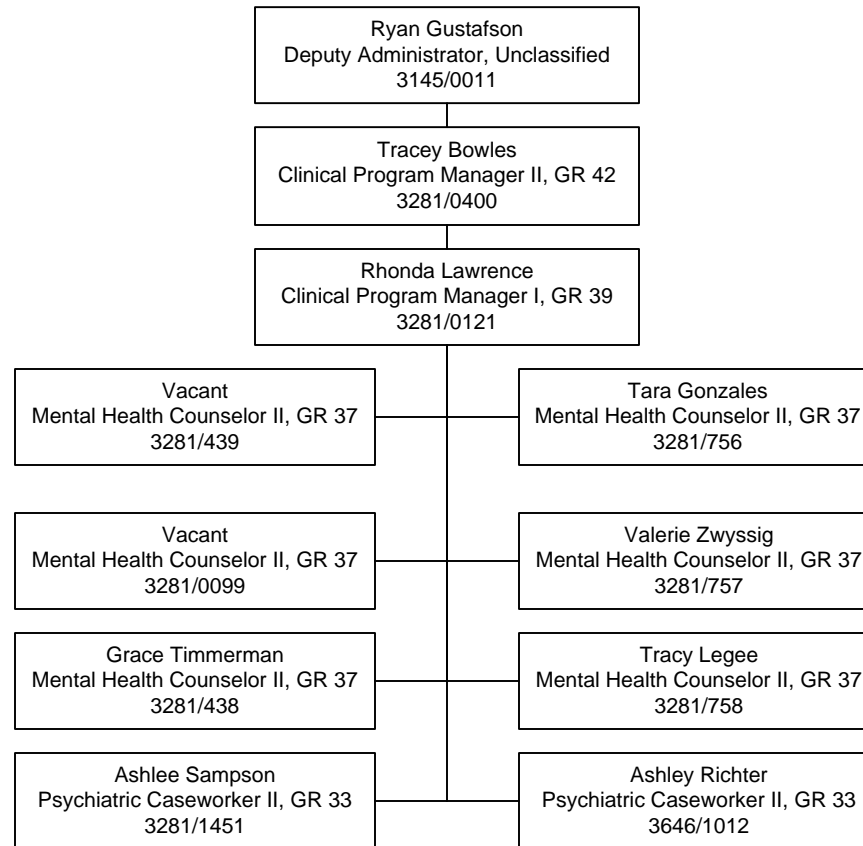 Ryan Gustafson
Deputy Administrator, Unclassified
3145/0011
Tracey Bowles
Clinical Program Manager II, GR 42
3281/0400
Rhonda Lawrence
Clinical Program Manager I, GR 39
3281/0121
Vacant
Mental Health Counselor II, GR 37
3281/439
Tara Gonzales
Mental Health Counselor II, GR 37
3281/756
Vacant
Mental Health Counselor II, GR 37
3281/0099
Valerie Zwyssig
Mental Health Counselor II, GR 37
3281/757
Grace Timmerman
Mental Health Counselor II, GR 37
3281/438
Tracy Legee
Mental Health Counselor II, GR 37
3281/758
Ashlee Sampson
Psychiatric Caseworker II, GR 33
3281/1451
Ashley Richter
Psychiatric Caseworker II, GR 33
3646/1012